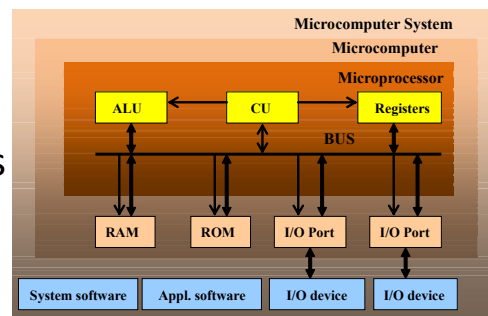 Microcomputer System
Microcomputer
Microprocessor
ALU CU Registers
BUS
s
RAM ROM I/O Port I/O Port
System software Appl. software I/O device I/O device